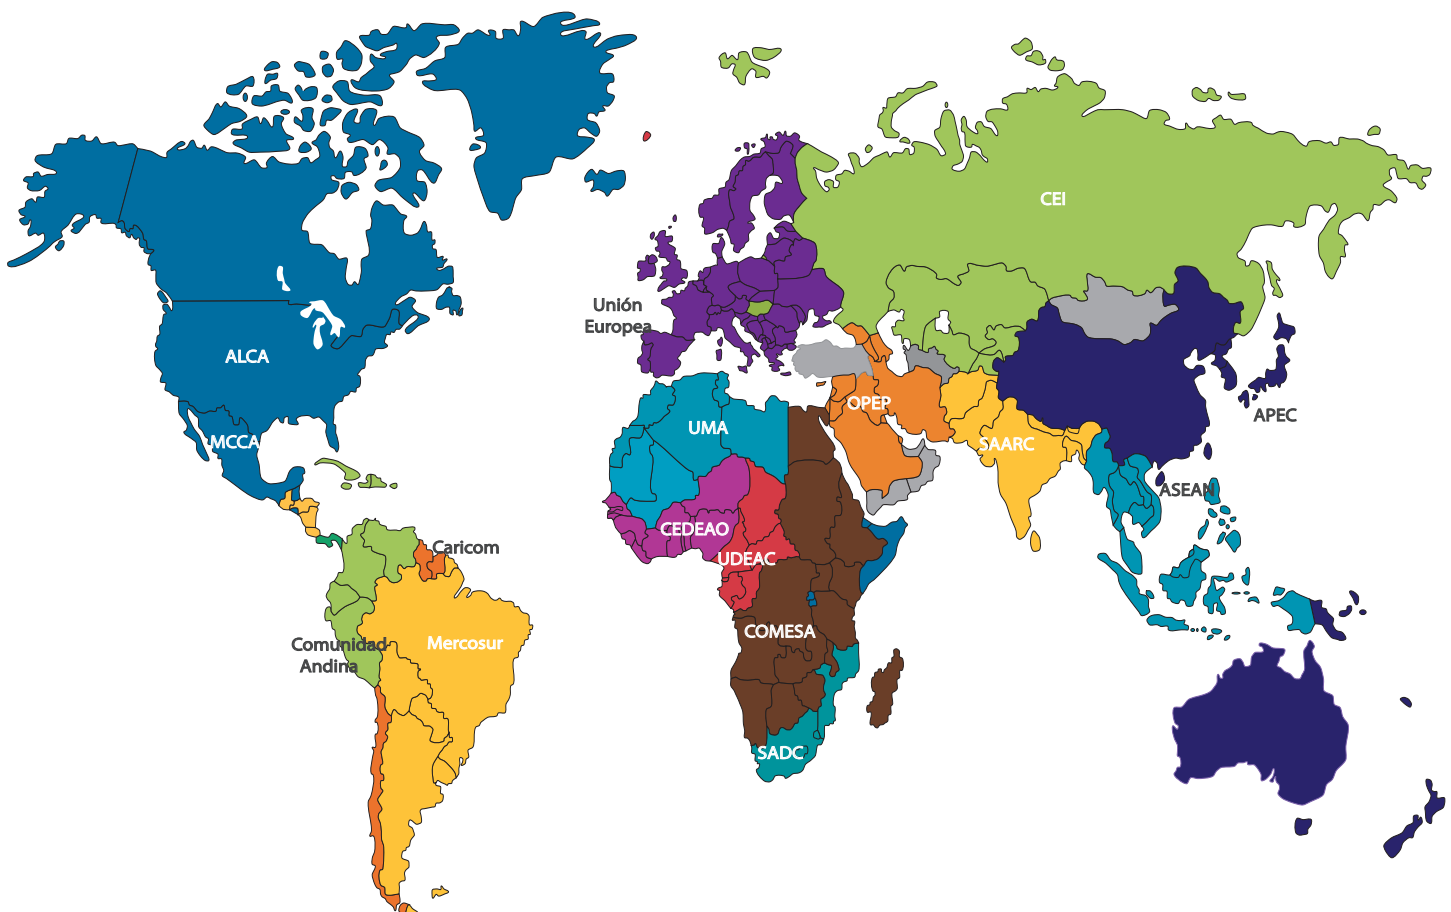 CEI
Unión
Europea
ALCA
OPEP
APEC
UMA
MCCA
SAARC
ASEAN
CEDEAO
Caricom
UDEAC
COMESA
Comunidad
Andina
Mercosur
SADC